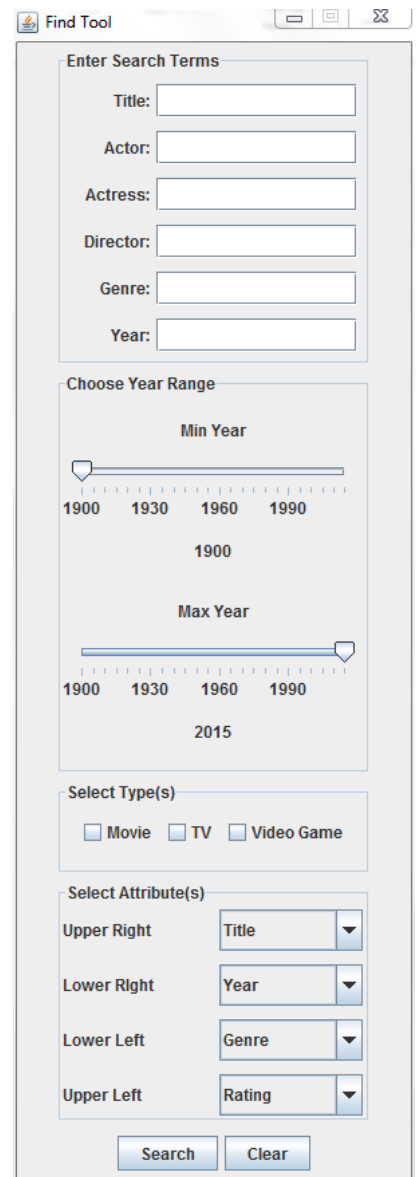 Find Tool
Enter Search Terms
Title:
Actor:
Actress:
Director:
Genre:
Year:
Choose Year Range
Min Year
1900 1930 1960 1990
1900
Max Year
1900 1930 1960 1990
2015
Select Type(s)
Movie TV Video Game
Select Attribute(s)
Upper Right Title
Lower RIght Year
Lower Left Genre
Upper Left Rating
Search Clear